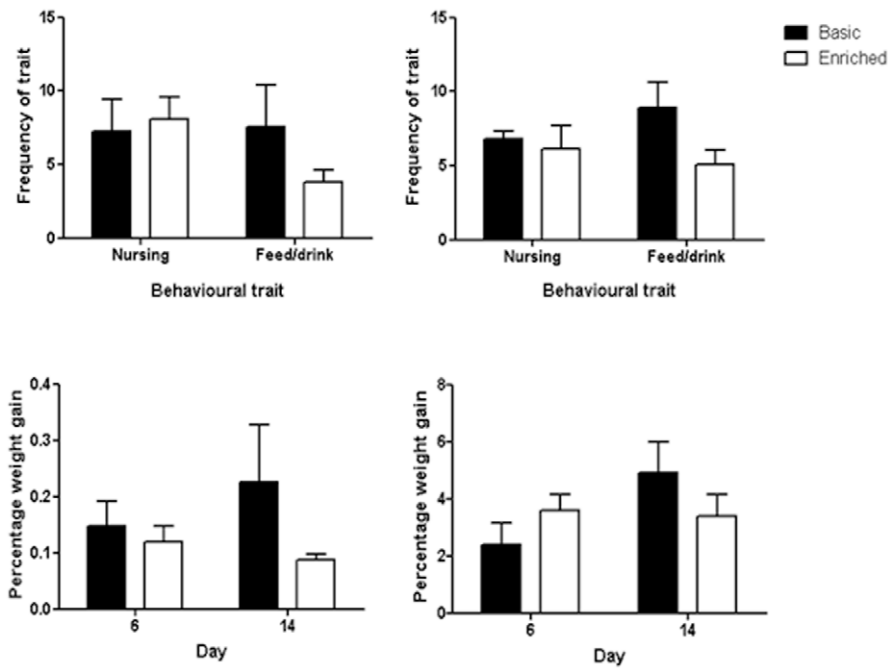 15
10
5
0
Frequency of trait
Nursing
Feed/drink
Behavioural trait
15
10
5
0
Frequency of trait
Nursing
Feed/drink
Behavioural trait
Basic
Enriched
0.4
0.3
0.2
0.1
0.0
Percentage weight gain
6
14
Day
8
6
4
2
0
Percentage weight gain
6
14
Day